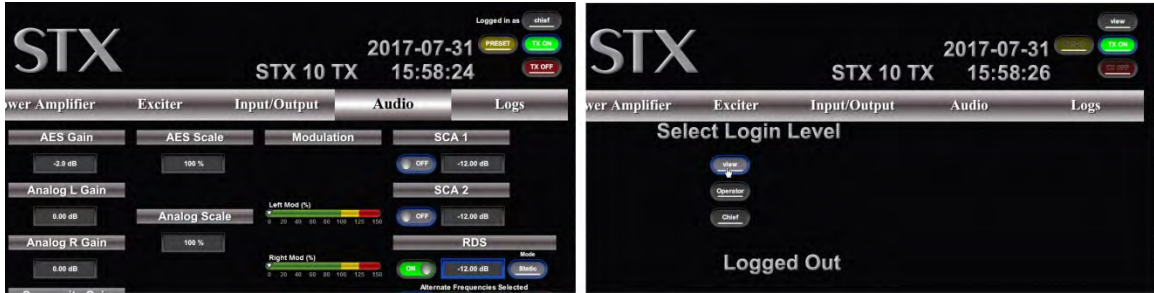 STX
Logged in as chief
2017-07-31 PRESET TX ON
STX 10 TX 15:58:24 TX OFF
ower Amplifier Exciter Input/Output Audio Logs
AES Gain AES Scale Modulation SCA 1
-2.0 dB 100 % OFF -12.00 dB
Analog L Gain SCA 2
0.00 dB Analog Scale Left Mod (%) OFF -12.00 dB
0 20 40 60 80 100 125 150
Analog R Gain 100 % RDS
0.00 dB Right Mod (%) ON -12.00 dB Mode Static
0 20 40 60 80 100 125 150
Alternate Frequencies Selected
STX
view
2017-07-31 TX ON
STX 10 TX 15:58:26 TX OFF
wer Amplifier Exciter Input/Output Audio Logs
Select Login Level
view
Operator
Chief
Logged Out